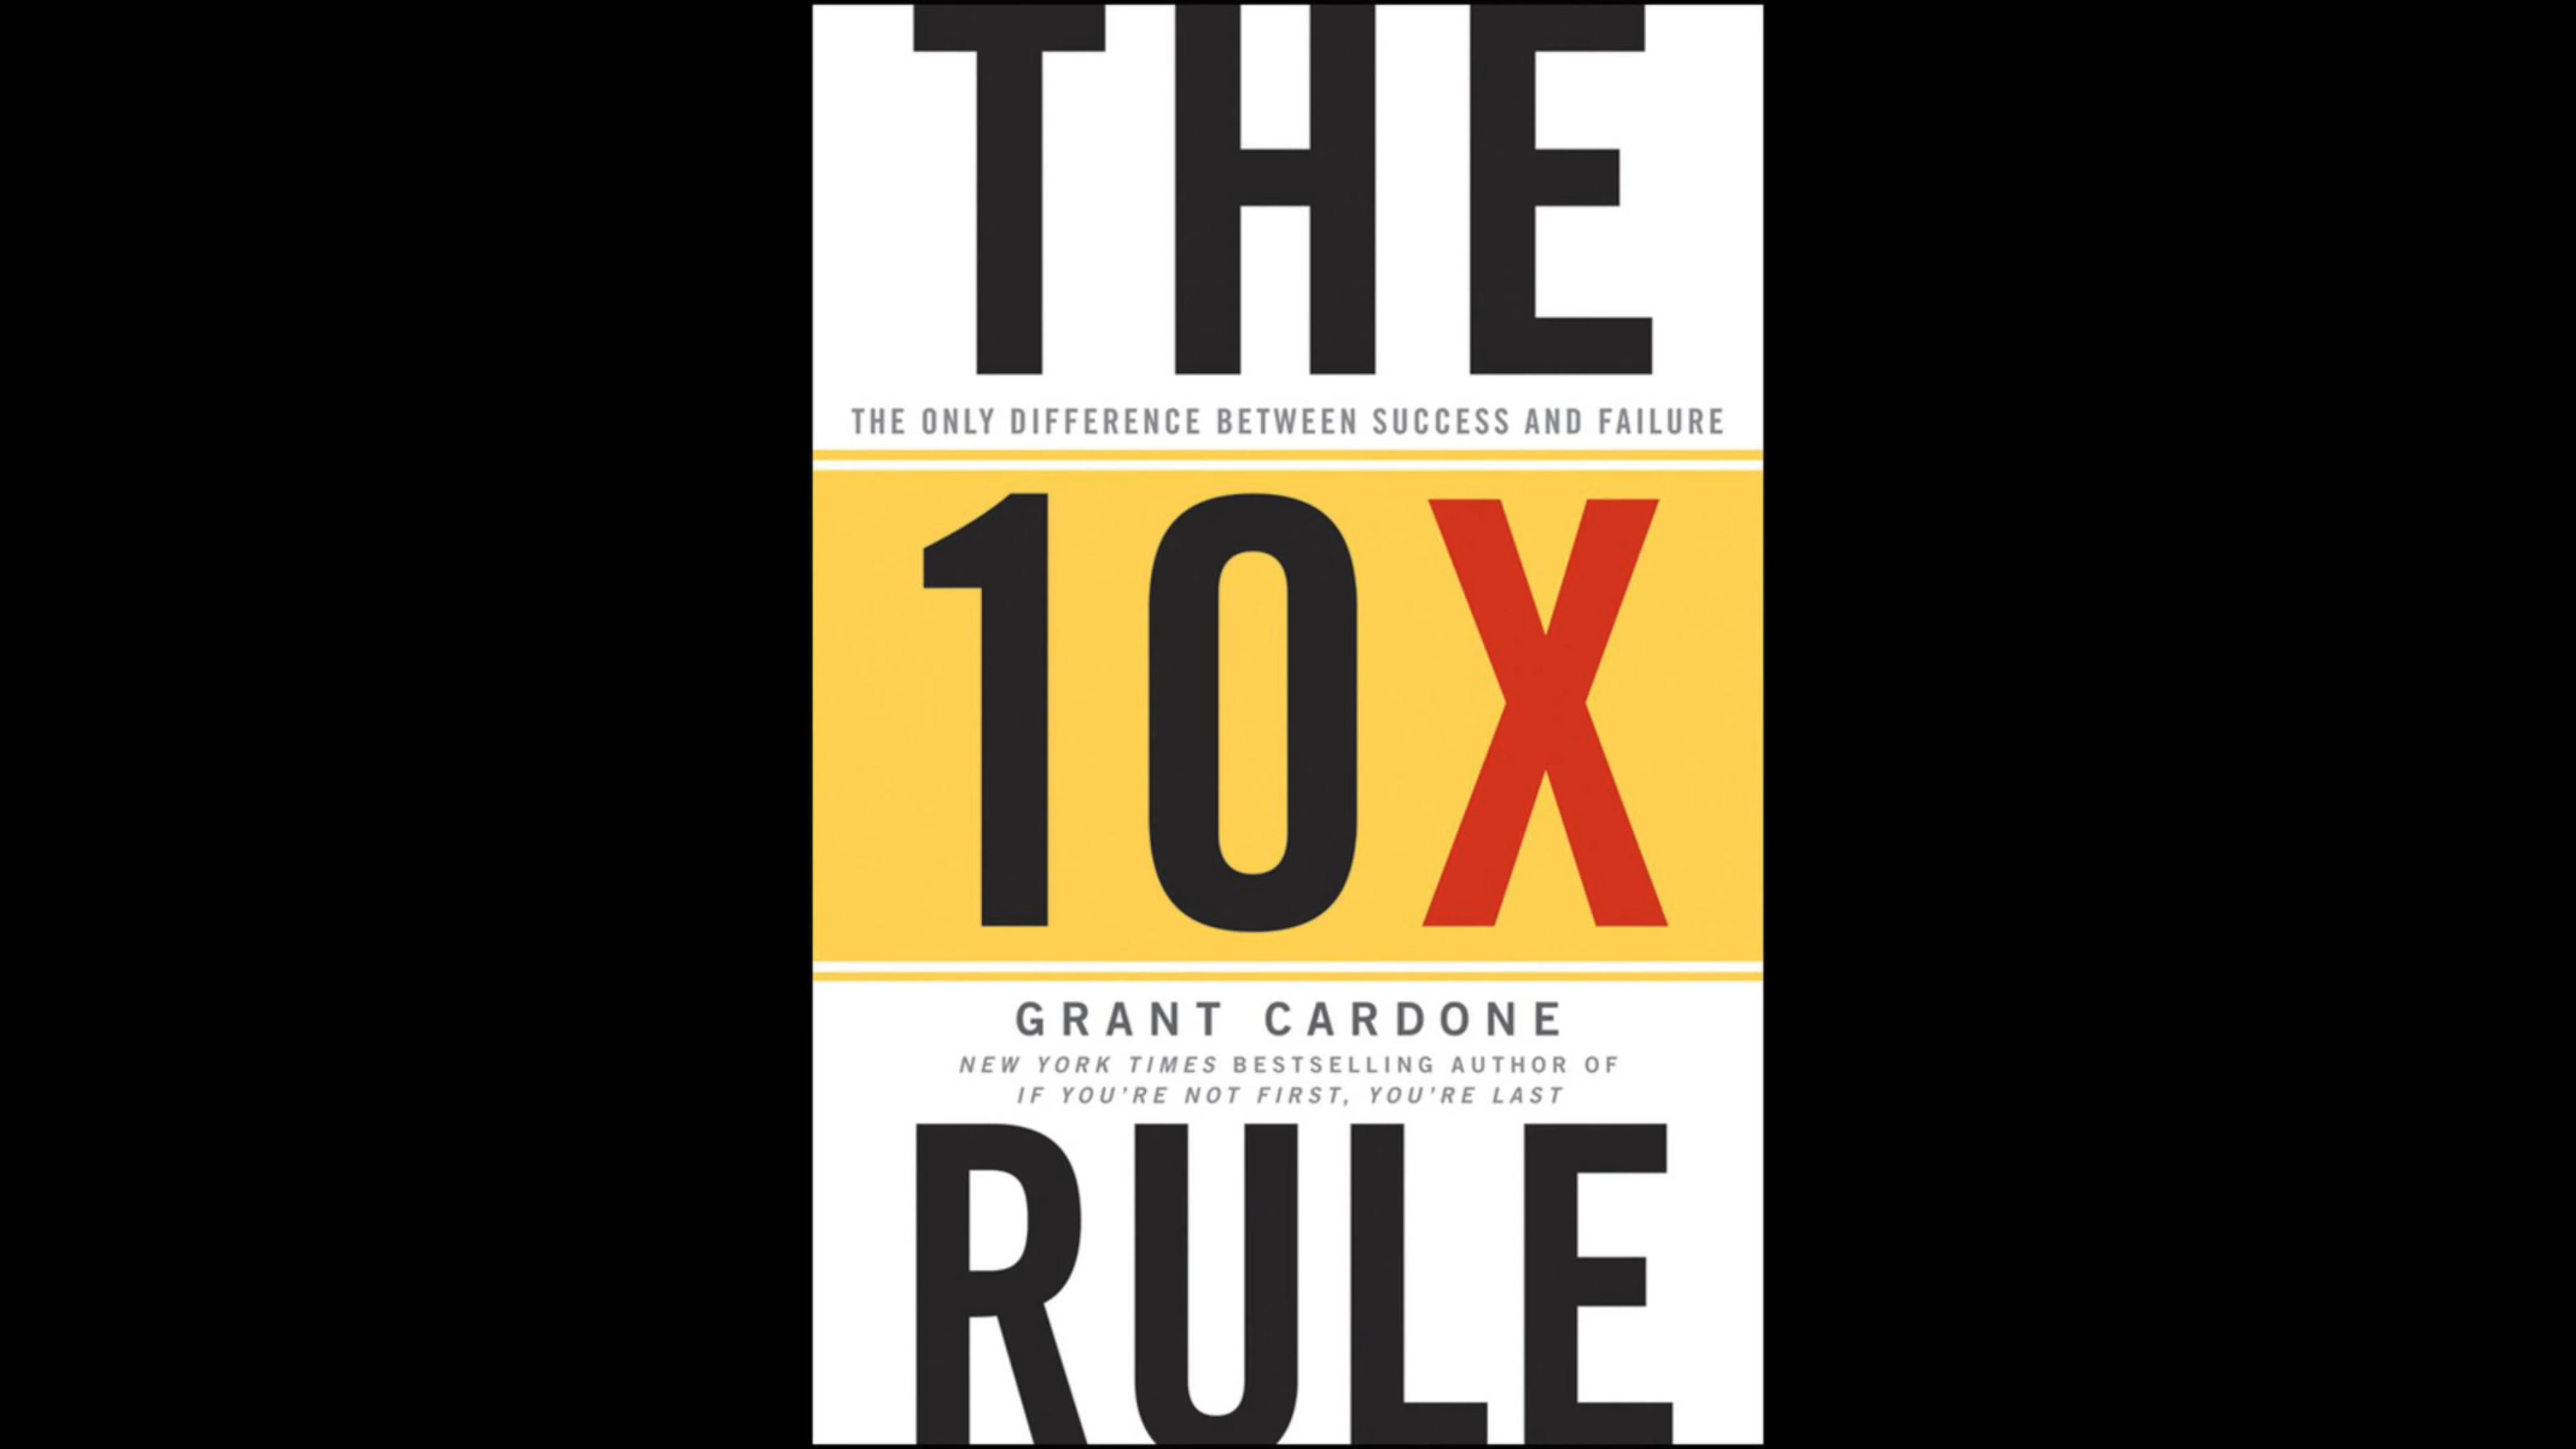 THE
THE ONLY DIFFERENCE BETWEEN SUCCESS AND FAILURE
10X
GRANT CARDONE
NEW YORK TIMES BESTSELLING AUTHOR OF
IF YOU'RE NOT FIRST, YOU'RE LAST
RULE